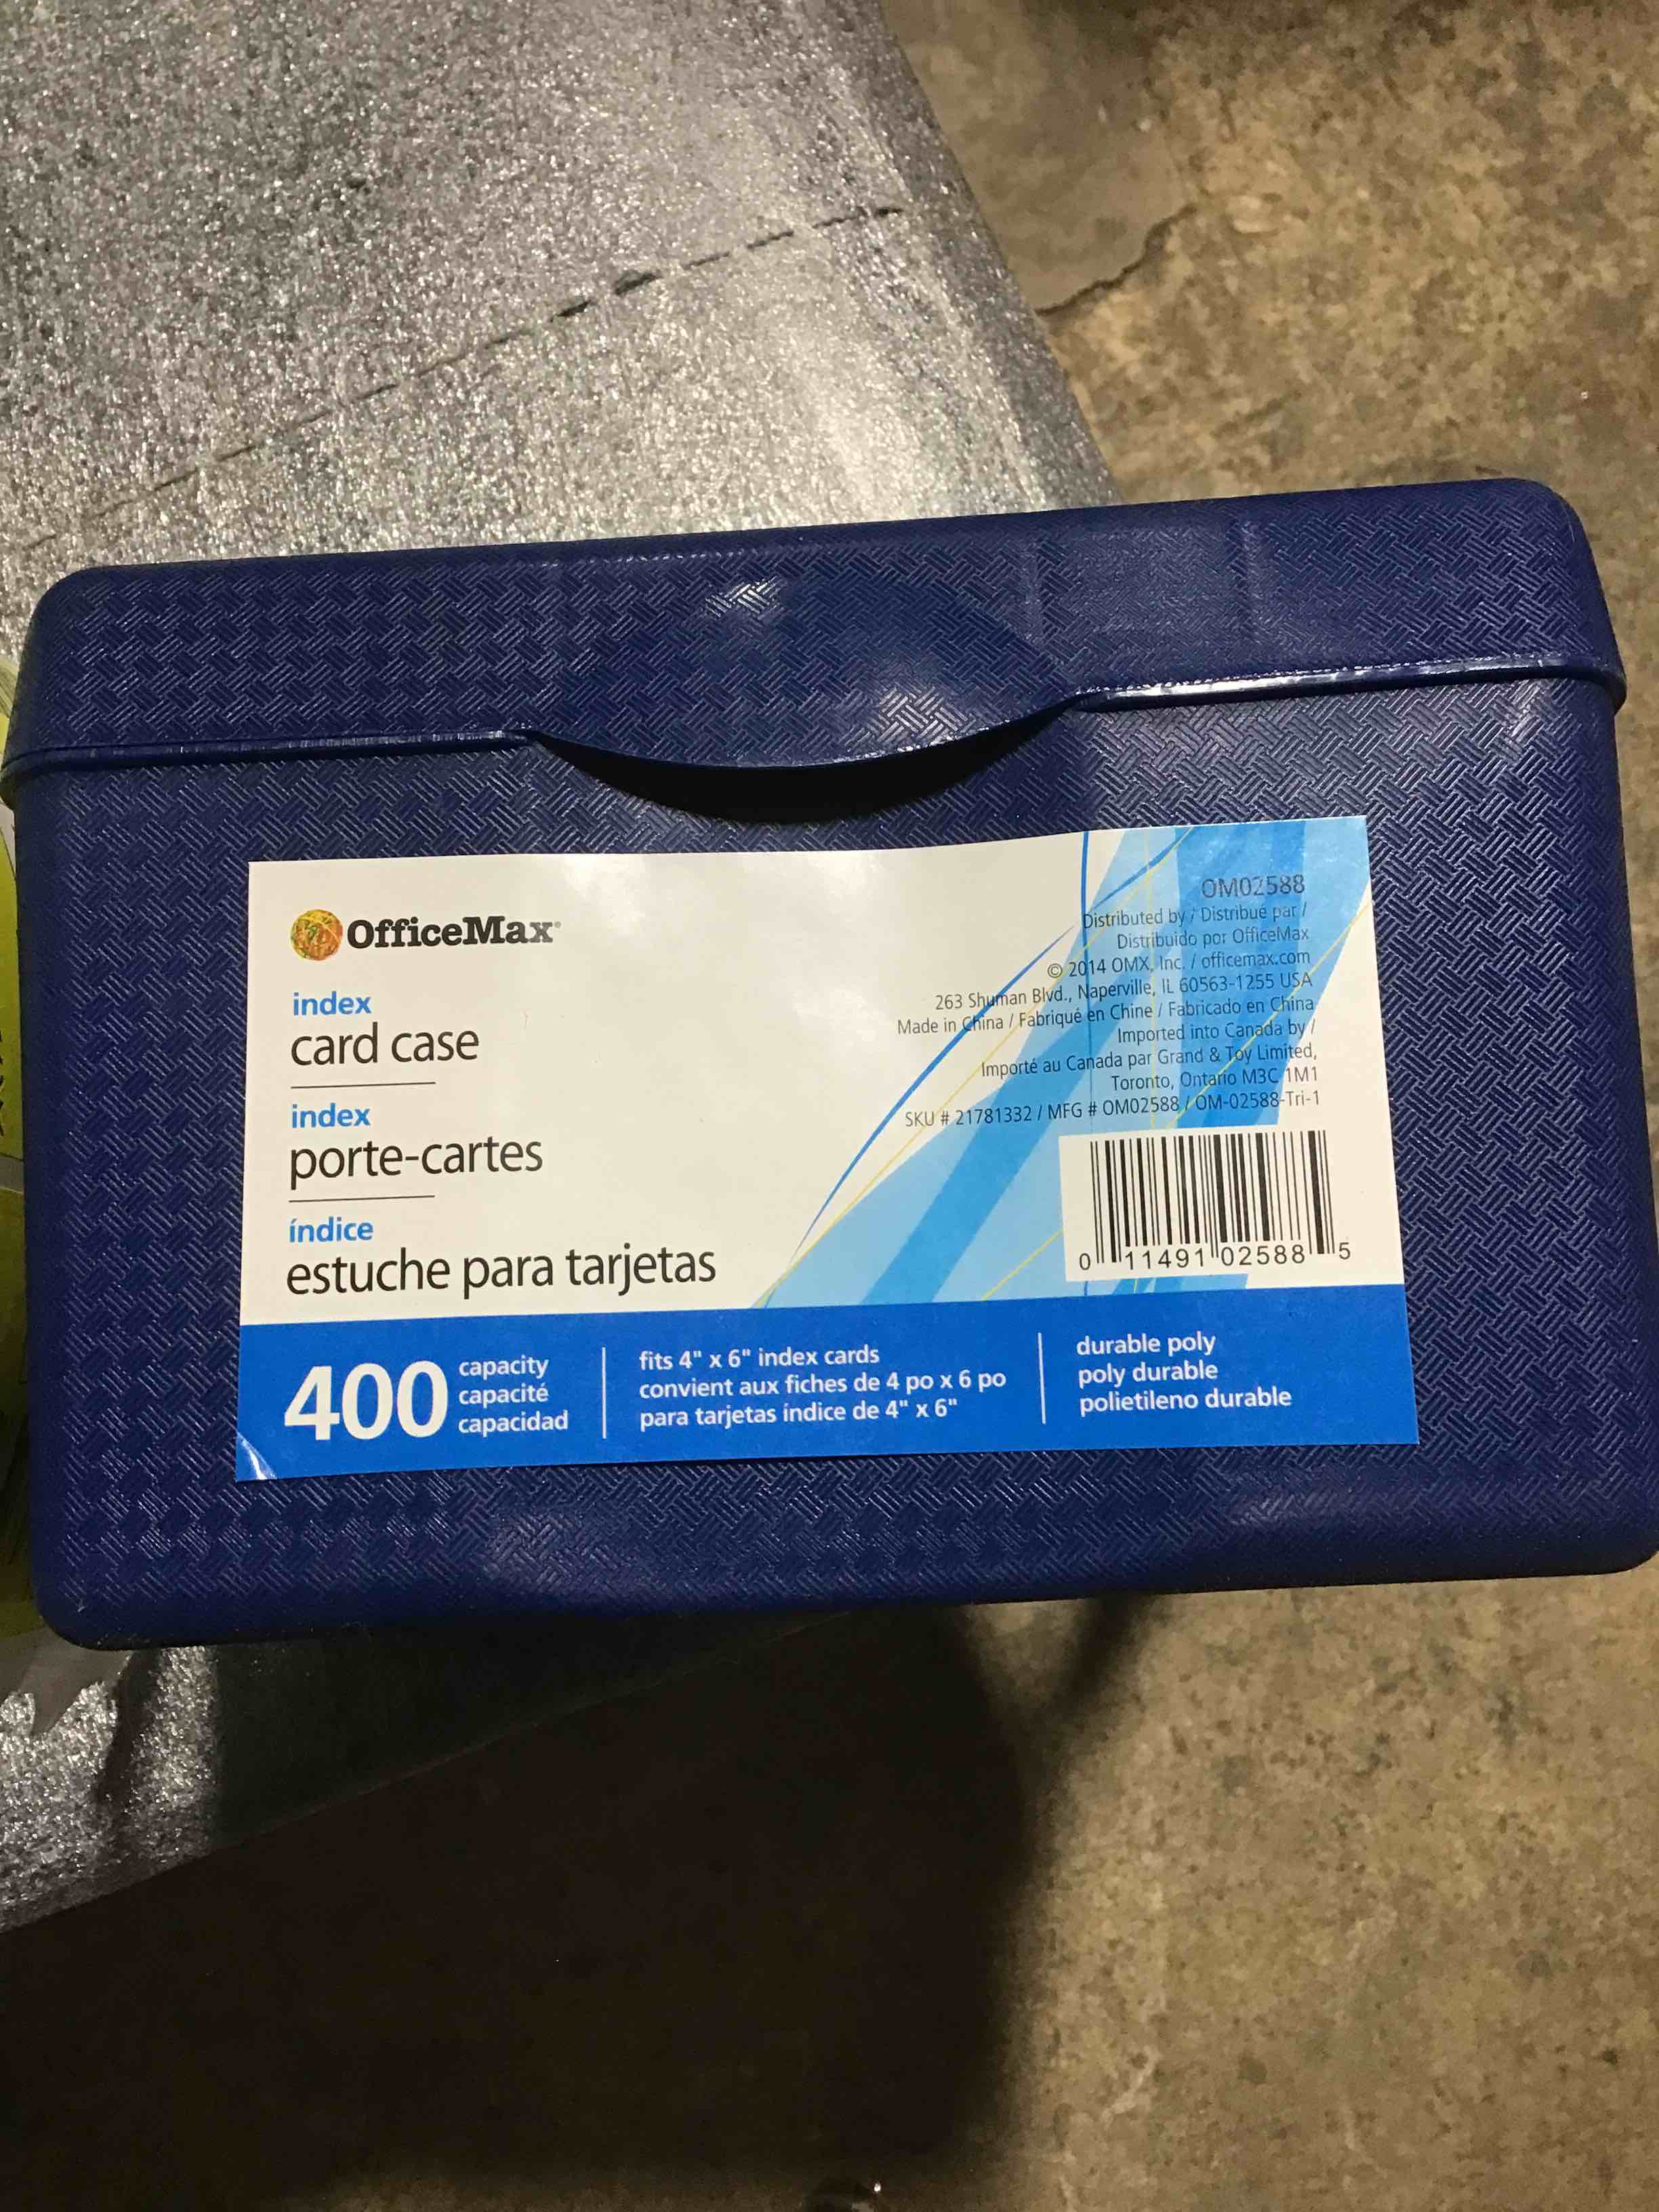 OfficeMax
index
card case
index
porte-cartes
índice
estuche para tarjetas
OM02588
Distributed by / Distribué par /
Distribuido por OfficeMax
© 2014 OMX, Inc. / officemax.com
263 Shuman Blvd., Naperville, IL 60563-1255 USA
Made in China / Fabriqué en Chine / Fabricado en China
Imported into Canada by /
Importé au Canada par Grand & Toy Limited,
Toronto, Ontario M3C 1M1
SKU # 21781332 / MFG # OM02588 / OM-02588-Tri-1
0 11491 02588 5
400
capacity
capacité
capacidad
fits 4" x 6" index cards
convient aux fiches de 4 po x 6 po
para tarjetas índice de 4" x 6"
durable poly
poly durable
polietileno durable